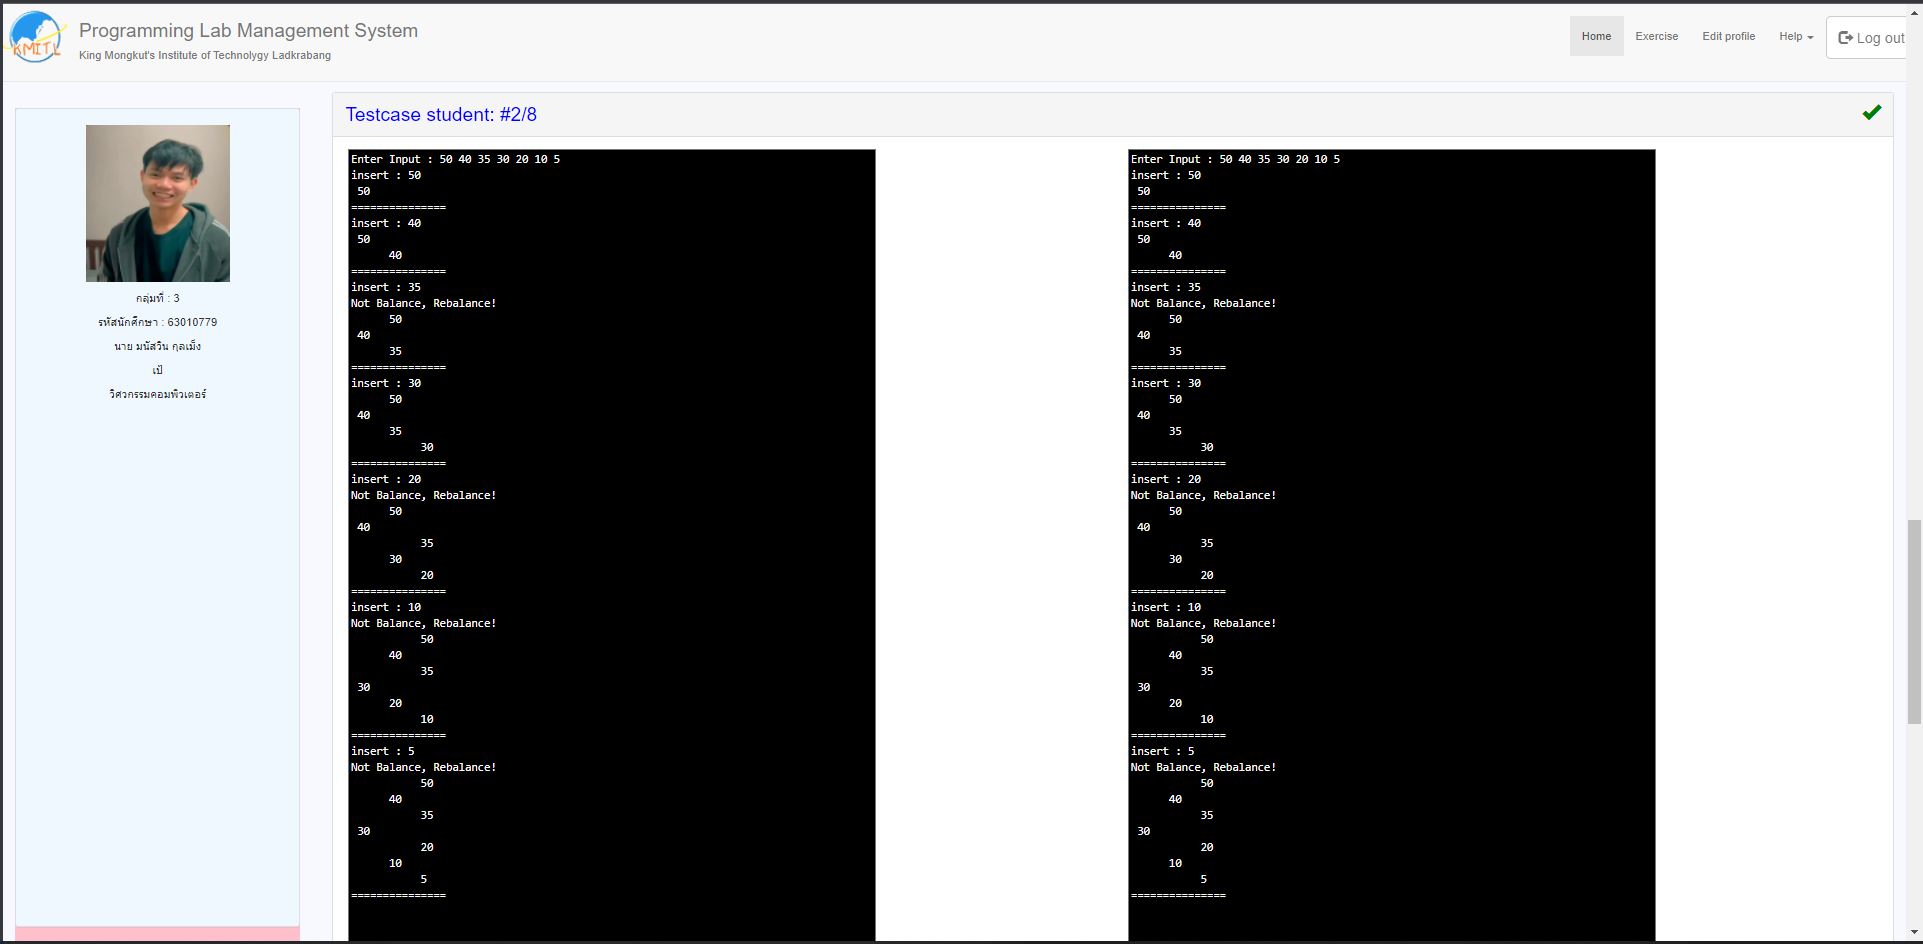 KMITL
Programming Lab Management System
King Mongkut's Institute of Technolygy Ladkrabang
Home
Exercise
Edit profile
Help
Log out
กลุ่มที่ : 3
รหัสนักศึกษา : 63010779
นาย มนัสวิน กุลเม็ง
เป้
วิศวกรรมคอมพิวเตอร์
Testcase student: #2/8
Enter Input : 50 40 35 30 20 10 5
insert : 50
50
===============
insert : 40
50
40
===============
insert : 35
Not Balance, Rebalance!
50
40
35
===============
insert : 30
50
40
35
30
===============
insert : 20
Not Balance, Rebalance!
50
40
35
30
20
===============
insert : 10
Not Balance, Rebalance!
50
40
35
30
20
10
===============
insert : 5
Not Balance, Rebalance!
50
40
35
30
20
10
5
===============
Enter Input : 50 40 35 30 20 10 5
insert : 50
50
===============
insert : 40
50
40
===============
insert : 35
Not Balance, Rebalance!
50
40
35
===============
insert : 30
50
40
35
30
===============
insert : 20
Not Balance, Rebalance!
50
40
35
30
20
===============
insert : 10
Not Balance, Rebalance!
50
40
35
30
20
10
===============
insert : 5
Not Balance, Rebalance!
50
40
35
30
20
10
5
===============